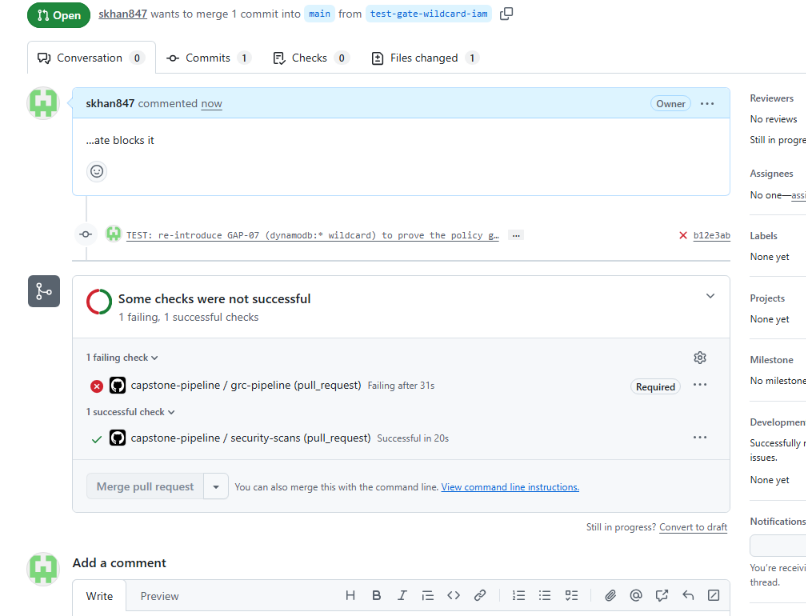 Open
skhan847 wants to merge 1 commit into main from test-gate-wildcard-iam
Conversation 0
Commits 1
Checks 0
Files changed 1
skhan847 commented now
Owner
...ate blocks it
TEST: re-introduce GAP-07 (dynamodb:* wildcard) to prove the policy g…
b12e3ab
Some checks were not successful
1 failing, 1 successful checks
1 failing check
capstone-pipeline / grc-pipeline (pull_request) Failing after 31s
Required
1 successful check
capstone-pipeline / security-scans (pull_request) Successful in 20s
Merge pull request
You can also merge this with the command line. View command line instructions.
Still in progress? Convert to draft
Add a comment
Write
Preview
Reviewers
No reviews
Still in progre
Assignees
No one—assi
Labels
None yet
Projects
None yet
Milestone
No milestone
Developmen
Successfully m
issues.
None yet
Notifications
You're receivi
thread.